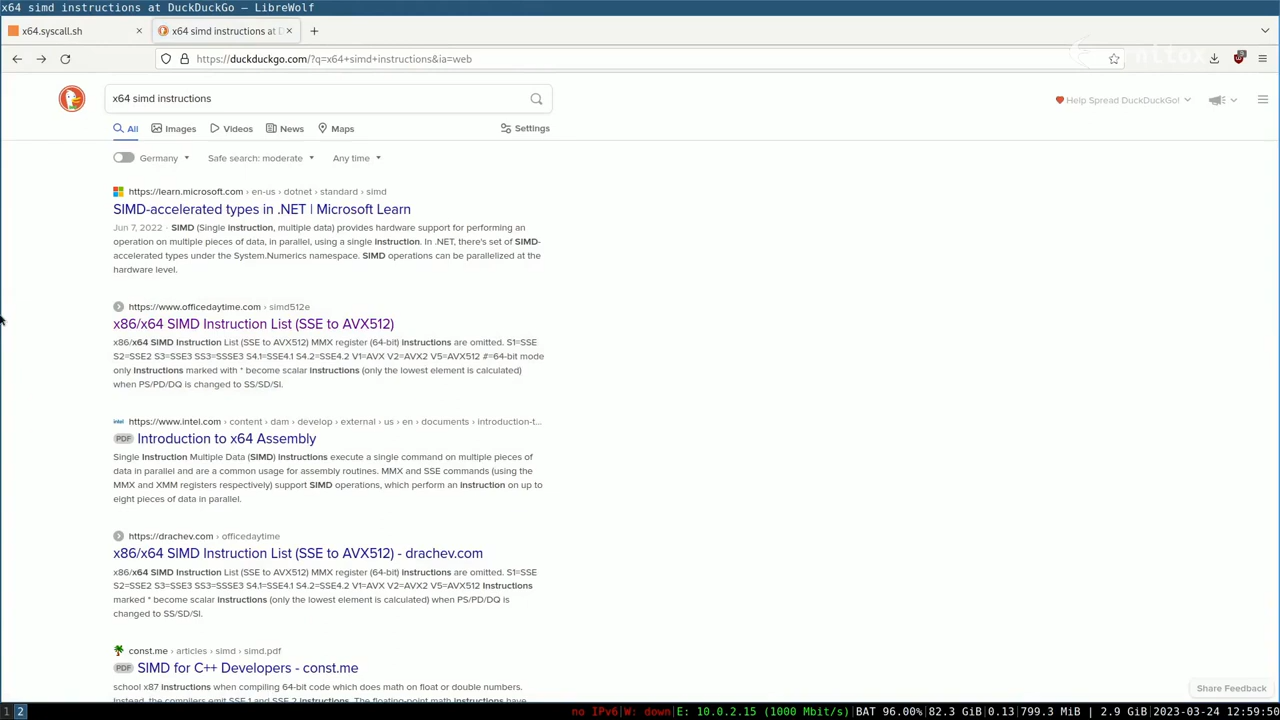 x64 simd instructions at DuckDuckGo — LibreWolf
x64.syscall.sh
x64 simd instructions at D
https://duckduckgo.com/?q=x64+simd+instructions&ia=web
x64 simd instructions
Help Spread DuckDuckGo!
All Images Videos News Maps Settings
Germany Safe search: moderate Any time
https://learn.microsoft.com › en-us › dotnet › standard › simd
SIMD-accelerated types in .NET | Microsoft Learn
Jun 7, 2022 · SIMD (Single instruction, multiple data) provides hardware support for performing an
operation on multiple pieces of data, in parallel, using a single instruction. In .NET, there's set of SIMD-
accelerated types under the System.Numerics namespace. SIMD operations can be parallelized at the
hardware level.
https://www.officedaytime.com › simd512e
x86/x64 SIMD Instruction List (SSE to AVX512)
x86/x64 SIMD Instruction List (SSE to AVX512) MMX register (64-bit) instructions are omitted. S1=SSE
S2=SSE2 S3=SSE3 SS3=SSSE3 S4.1=SSE4.1 S4.2=SSE4.2 V1=AVX V2=AVX2 V5=AVX512 #=64-bit mode
only Instructions marked with * become scalar instructions (only the lowest element is calculated)
when PS/PD/DQ is changed to SS/SD/SI.
https://www.intel.com › content › dam › develop › external › us › en › documents › introduction-t...
PDF Introduction to x64 Assembly
Single Instruction Multiple Data (SIMD) instructions execute a single command on multiple pieces of
data in parallel and are a common usage for assembly routines. MMX and SSE commands (using the
MMX and XMM registers respectively) support SIMD operations, which perform an instruction on up to
eight pieces of data in parallel.
https://drachev.com › officedaytime
x86/x64 SIMD Instruction List (SSE to AVX512) - drachev.com
x86/x64 SIMD Instruction List (SSE to AVX512) MMX register (64-bit) instructions are omitted. S1=SSE
S2=SSE2 S3=SSE3 SS3=SSSE3 S4.1=SSE4.1 S4.2=SSE4.2 V1=AVX V2=AVX2 V5=AVX512 Instructions
marked * become scalar instructions (only the lowest element is calculated) when PS/PD/DQ is
changed to SS/SD/SI.
const.me › articles › simd › simd.pdf
PDF SIMD for C++ Developers - const.me
school x87 instructions when compiling 64-bit code which does math on float or double numbers.
Instead, the compilers emit SSE 1 and SSE 2 instructions. The floating-point math instructions have
Share Feedback
1 2 no IPv6|W: down|E: 10.0.2.15 (1000 Mbit/s)|BAT 96.00%|82.3 GiB|0.13|799.3 MiB | 2.9 GiB|2023-03-24 12:59:50